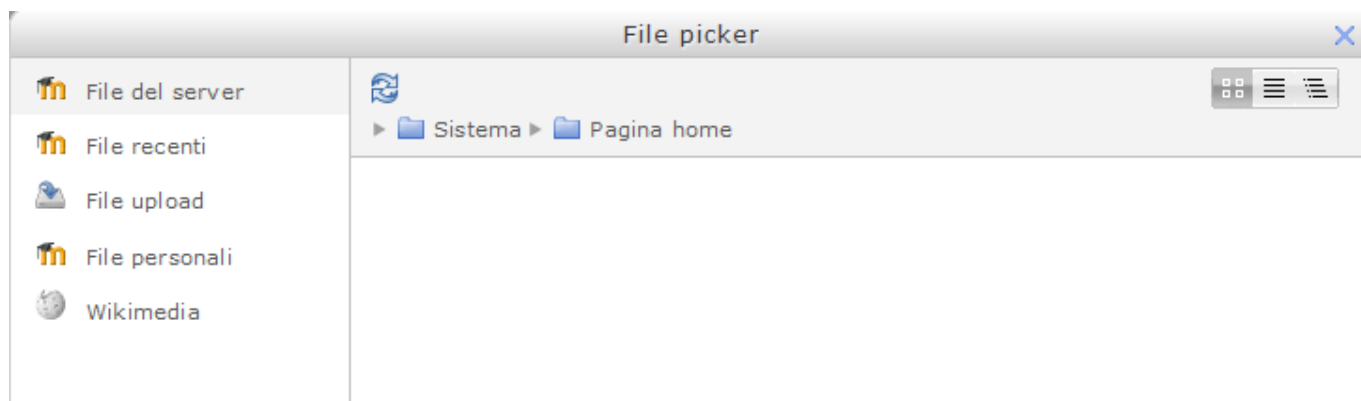 File picker
File del server
File recenti
File upload
File personali
Wikimedia
Sistema Pagina home